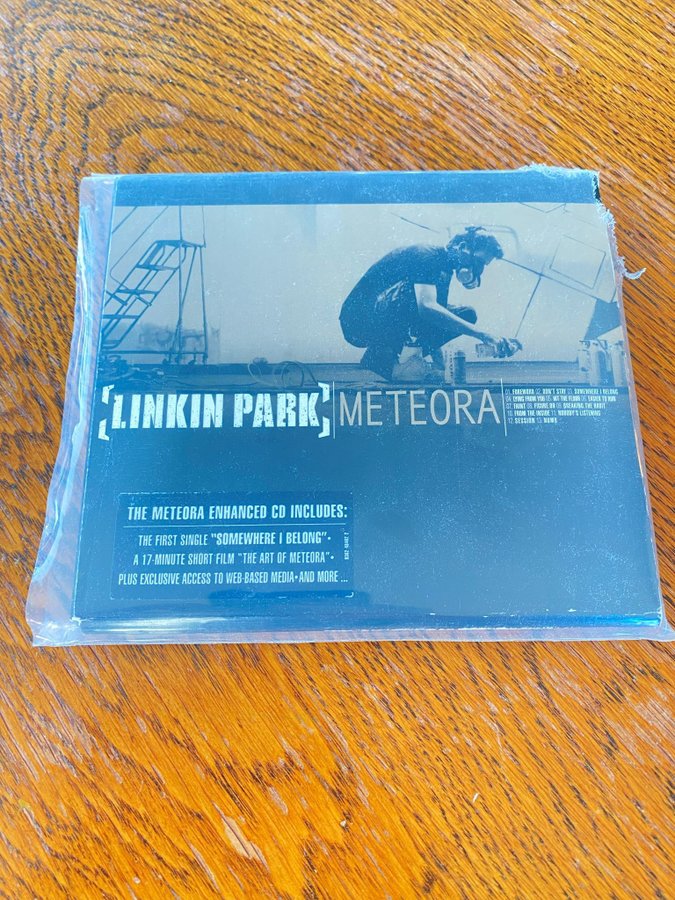 [LINKIN PARK] METEORA
01. FOREWORD 02. DON'T STAY 03. SOMEWHERE I BELONG
04. LYING FROM YOU 05. HIT THE FLOOR 06. EASIER TO RUN
07. FAINT 08. FIGURE.09 09. BREAKING THE HABIT
10. FROM THE INSIDE 11. NOBODY'S LISTENING
12. SESSION 13. NUMB
THE METEORA ENHANCED CD INCLUDES:
THE FIRST SINGLE "SOMEWHERE I BELONG"•
A 17-MINUTE SHORT FILM "THE ART OF METEORA"•
PLUS EXCLUSIVE ACCESS TO WEB-BASED MEDIA•AND MORE ...